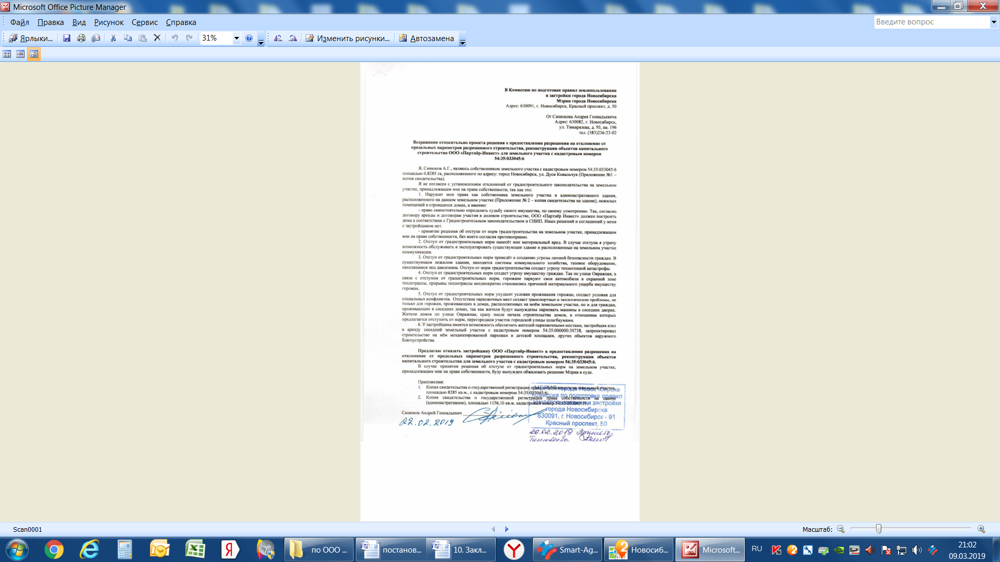 Microsoft Office Picture Manager
Файл Правка Вид Рисунок Сервис Справка
Введите вопрос
Ярлыки... 31% Изменить рисунки... Автозамена
В Комиссию по подготовке правил землепользования
и застройки города Новосибирска
Мэрии города Новосибирска
Адрес: 630091, г. Новосибирск, Красный проспект, д. 50
От Синюкова Андрея Геннадьевича
Адрес: 630082, г. Новосибирск,
ул. Тимирязева, д. 93, кв. 196
тел. (383)236-23-02
Возражения относительно проекта решения о предоставлении разрешения на отклонение от
предельных параметров разрешенного строительства, реконструкции объектов капитального
строительства ООО «Партнёр-Инвест» для земельного участка с кадастровым номером
54:35:033045:6
Я, Синюков А.Г., являюсь собственником земельного участка с кадастровым номером 54:35:033045:6
площадью 0,8285 га, расположенного по адресу: город Новосибирск, ул. Дуси Ковальчук (Приложение №1 –
копия свидетельства).
Я не согласен с установлением отклонений от градостроительного законодательства на земельном
участке, принадлежащем мне на праве собственности, так как это:
1. Нарушит мои права как собственника земельного участка и административного здания,
расположенного на данном земельном участке (Приложение № 2 – копия свидетельства на здание), нежилых
помещений в строящихся домах, а именно:
- право самостоятельно определять судьбу своего имущества, по своему усмотрению. Так, согласно
договору аренды и договорам участия в долевом строительстве, ООО «Партнёр Инвест» должен построить
дома в соответствии с Градостроительным законодательством и СНИП. Иных решений и соглашений у меня
с застройщиком нет.
- принятие решения об отступе от норм градостроительства на земельном участке, принадлежащем
мне на праве собственности, без моего согласия противоправно.
2. Отступ от градостроительных норм нанесёт мне материальный вред. В случае отступа я утрачу
возможность обслуживать и эксплуатировать существующее здание и расположенные на земельном участке
коммуникации.
3. Отступ от градостроительных норм приведёт к созданию угрозы личной безопасности граждан. В
существующем нежилом здании, находятся системы коммунального хозяйства, газовое оборудование,
находящиеся под давлением. Отступ от норм градостроительства создаст угрозу техногенной катастрофы.
4. Отступ от градостроительных норм создаст угрозу имуществу граждан. Так по улице Овражная, в
связи с отступом от градостроительных норм, горожане паркуют свои автомобили в охранной зоне
теплотрассы, прорывы теплотрассы неоднократно становились причиной материального ущерба имуществу
горожан.
5. Отступ от градостроительных норм ухудшит условия проживания горожан, создаст условия для
социальных конфликтов. Отсутствие парковочных мест создаст транспортные и экологические проблемы, не
только для горожан, проживающих в домах, расположенных на моём земельном участке, но и для граждан,
проживающих в соседних домах, так как жители будут вынуждены парковать машины в соседних дворах.
Жители домов по улице Овражная, сразу после начала строительства домов, в отношении которых
предлагается отступить от норм, перегородили участок городской улицы шлагбаумами.
6. У застройщика имеется возможность обеспечить жителей парковочными местами, застройщик взял
в аренду соседний земельный участок с кадастровым номером 54:35:000000:30738, запроектировал
строительство на нём механизированной парковки и детской площадки, других объектов наружного
благоустройства.
Предлагаю отказать застройщику ООО «Партнёр-Инвест» в предоставлении разрешения на
отклонение от предельных параметров разрешенного строительства, реконструкции объектов
капитального строительства для земельного участка с кадастровым номером 54:35:033045:6.
В случае принятия решения об отступе от градостроительных норм на земельном участке,
принадлежащем мне на праве собственности, буду вынужден обжаловать решение Мэрии в суде.
Приложения:
1. Копия свидетельства о государственной регистрации права собственности на земельный участок,
площадью 8285 кв.м., с кадастровым номером 54:35:033045:6;
2. Копия свидетельства о государственной регистрации права собственности на здание
(административное), площадью 1156,10 кв.м, кадастровый номер
Синюков Андрей Геннадьевич
22.02.2019
МЭРИЯ города Новосибирска
Комиссия по подготовке правил
землепользования и застройки
города Новосибирска
630091, г. Новосибирск - 91
Красный проспект, 50
26.02.2019 Принято
Scan0001
Масштаб:
по ООО ...
постанов...
10. Закл...
Smart-Ag...
Новосиб...
Microsoft...
RU
21:02
09.03.2019